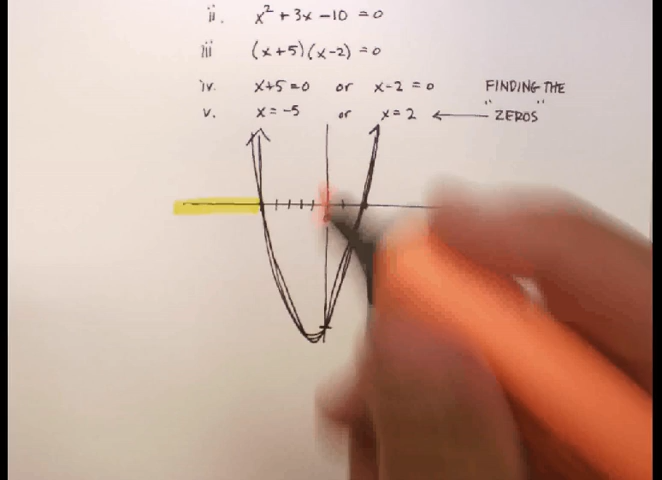 ii. x² + 3x - 10 = 0
iii (x+5)(x-2) = 0
iv. x+5 = 0 or x-2 = 0 FINDING THE
v. x = -5 or x = 2 ← "ZEROS"